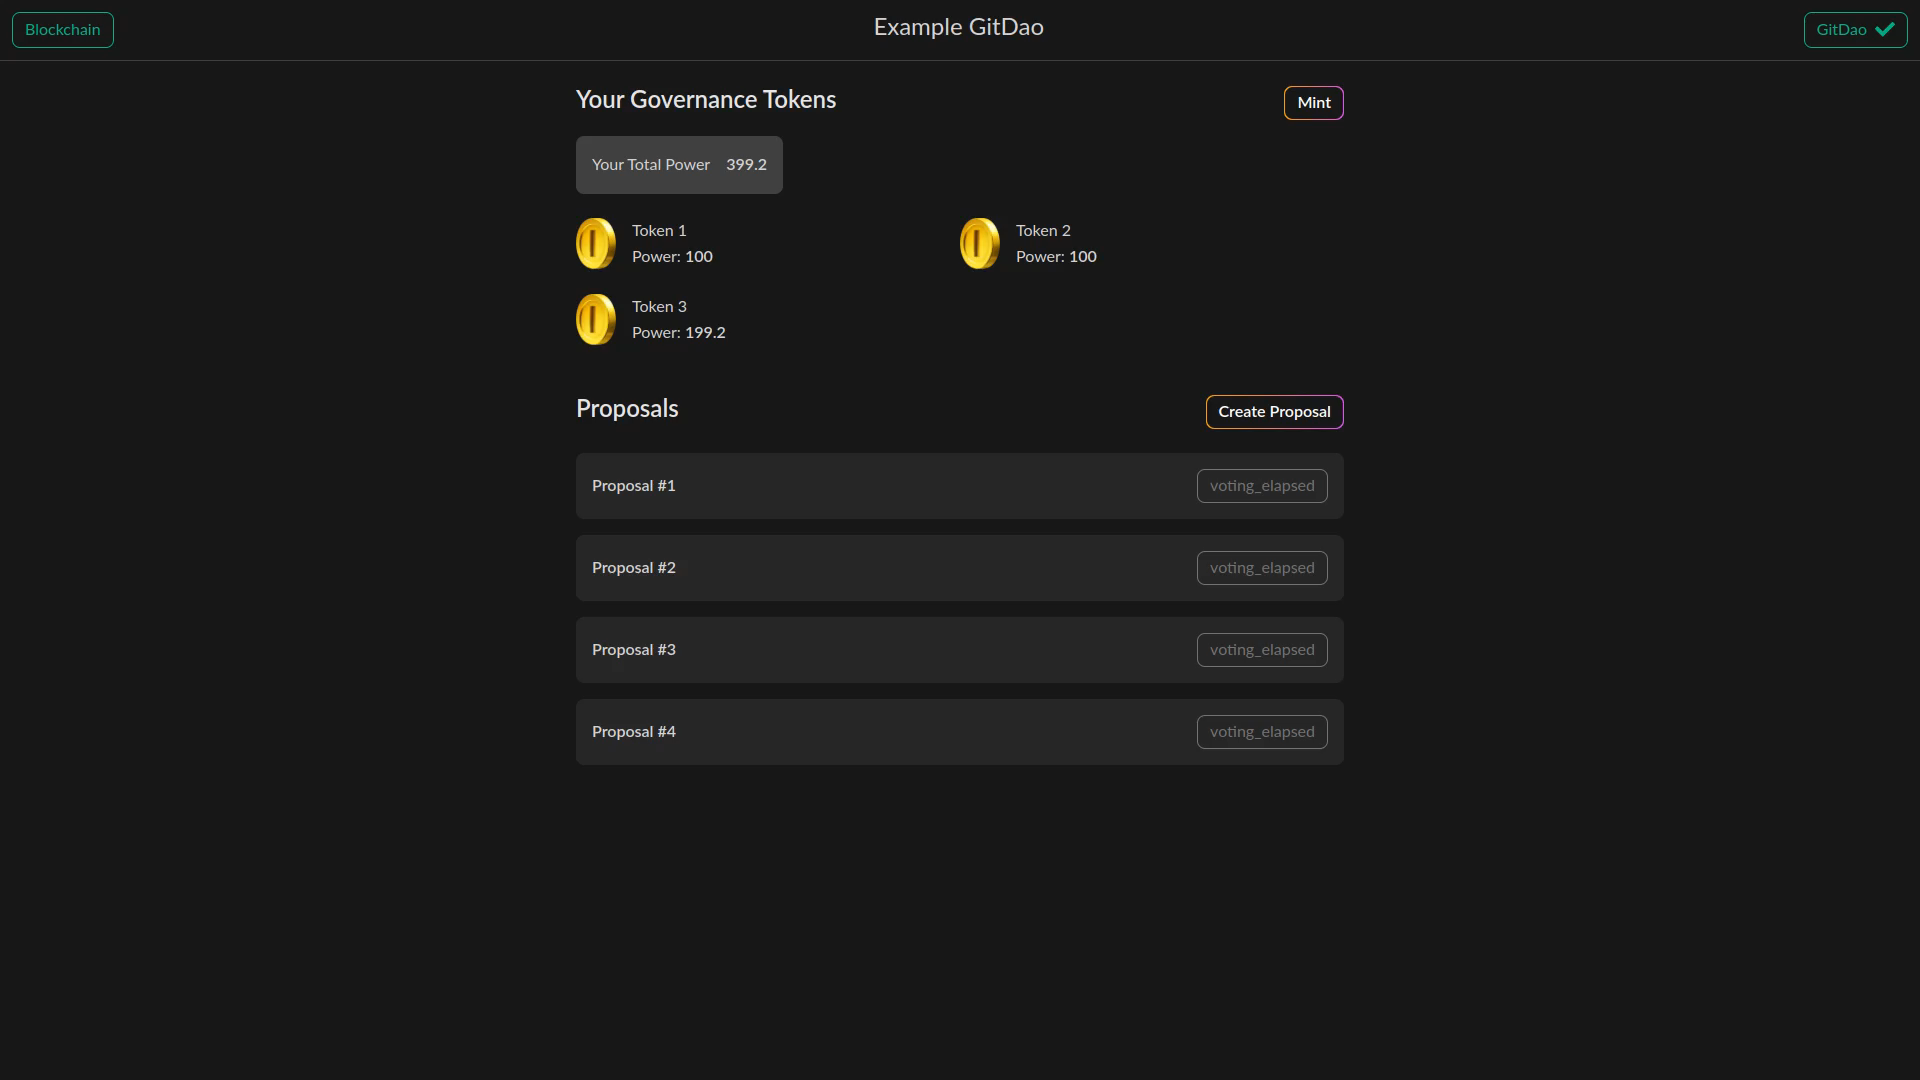 Blockchain
Example GitDao
GitDao
Your Governance Tokens
Mint
Your Total Power 399.2
Token 1
Power: 100
Token 2
Power: 100
Token 3
Power: 199.2
Proposals
Create Proposal
Proposal #1 voting_elapsed
Proposal #2 voting_elapsed
Proposal #3 voting_elapsed
Proposal #4 voting_elapsed